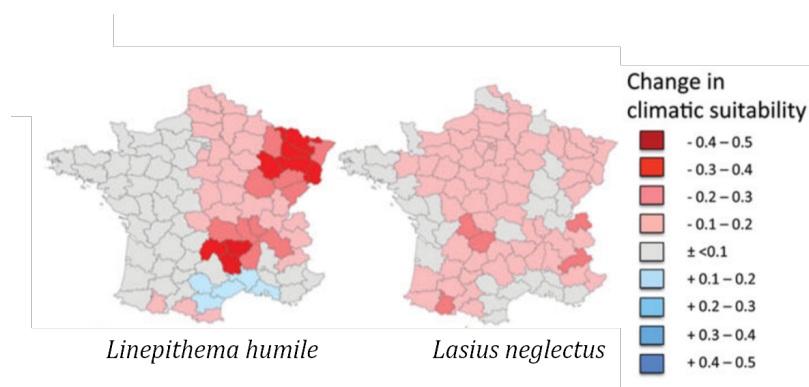 Change in
climatic suitability
- 0.4 – 0.5
- 0.3 – 0.4
- 0.2 – 0.3
- 0.1 – 0.2
± <0.1
+ 0.1 – 0.2
+ 0.2 – 0.3
+ 0.3 – 0.4
+ 0.4 – 0.5
Linepithema humile
Lasius neglectus